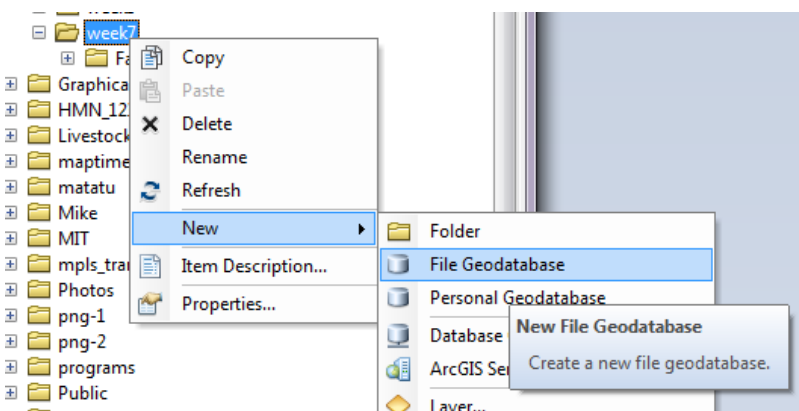 week7
Fa
Graphica
HMN_12
Livestock
maptime
matatu
Mike
MIT
mpls_tra
Photos
png-1
png-2
programs
Public
Copy
Paste
Delete
Rename
Refresh
New
Item Description...
Properties...
Folder
File Geodatabase
Personal Geodatabase
Database
ArcGIS Se
Layer...
New File Geodatabase
Create a new file geodatabase.